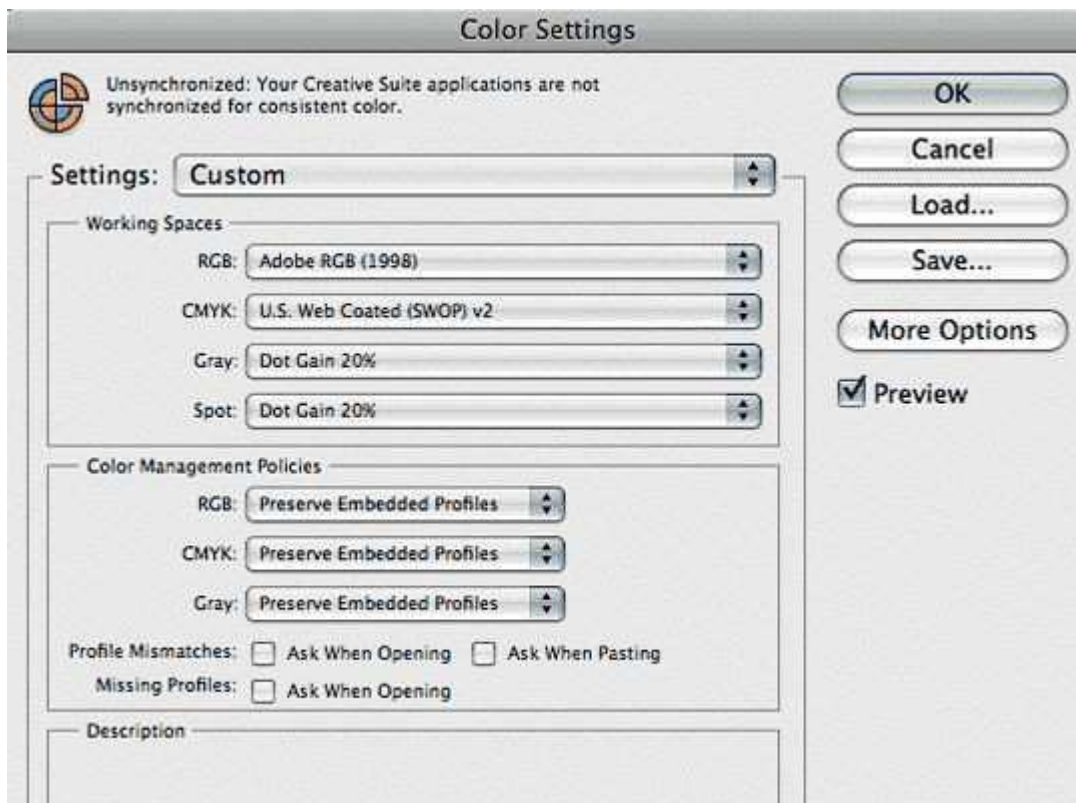 Color Settings
Unsynchronized: Your Creative Suite applications are not
synchronized for consistent color.
OK
Cancel
Load...
Save...
More Options
Preview
Settings: Custom
Working Spaces
RGB: Adobe RGB (1998)
CMYK: U.S. Web Coated (SWOP) v2
Gray: Dot Gain 20%
Spot: Dot Gain 20%
Color Management Policies
RGB: Preserve Embedded Profiles
CMYK: Preserve Embedded Profiles
Gray: Preserve Embedded Profiles
Profile Mismatches: Ask When Opening Ask When Pasting
Missing Profiles: Ask When Opening
Description